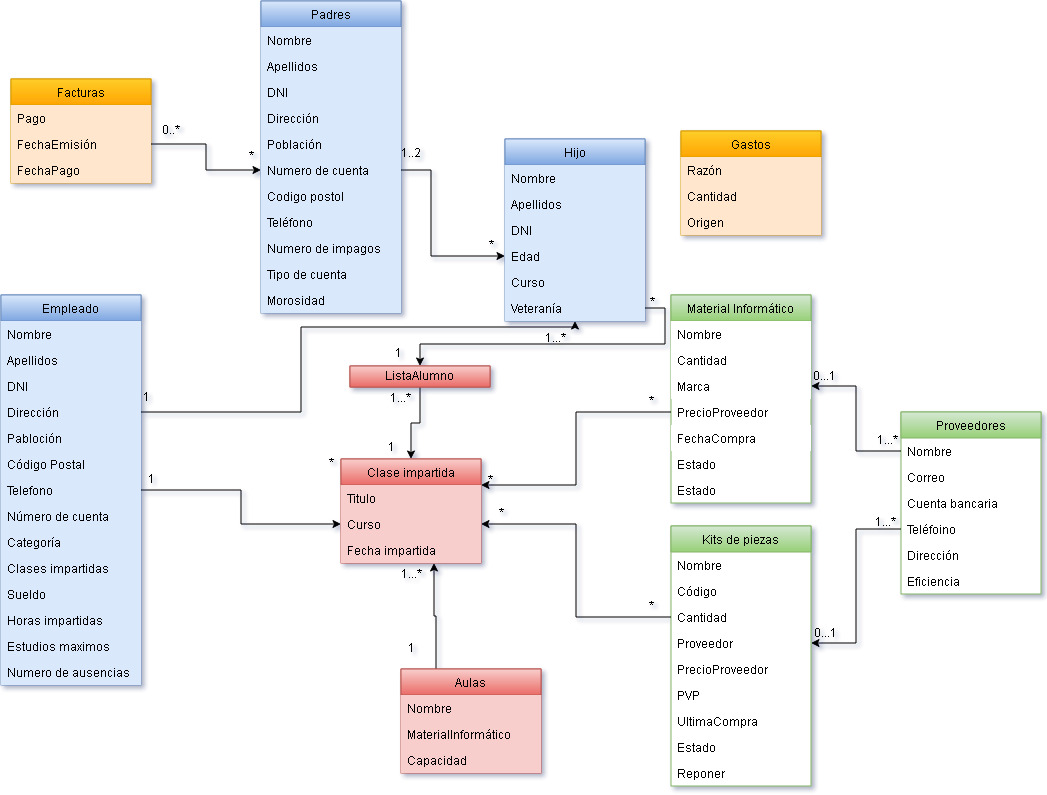 Padres
Nombre
Apellidos
DNI
Dirección
Población
Numero de cuenta
Codigo postol
Teléfono
Numero de impagos
Tipo de cuenta
Morosidad
Facturas
Pago
FechaEmisión
FechaPago
0..*
*
1..2
*
Hijo
Nombre
Apellidos
DNI
Edad
Curso
Veteranía
Gastos
Razón
Cantidad
Origen
Empleado
Nombre
Apellidos
DNI
Dirección
Pabloción
Código Postal
Telefono
Número de cuenta
Categoría
Clases impartidas
Sueldo
Horas impartidas
Estudios maximos
Numero de ausencias
1
1...*
*
1
ListaAlumno
1...*
1
1
*
Clase impartida
Titulo
Curso
Fecha impartida
*
*
*
*
1...*
1
Aulas
Nombre
MaterialInformático
Capacidad
Material Informático
Nombre
Cantidad
Marca
PrecioProveedor
FechaCompra
Estado
Estado
0...1
1...*
Proveedores
Nombre
Correo
Cuenta bancaria
Teléfoino
Dirección
Eficiencia
1...*
0...1
Kits de piezas
Nombre
Código
Cantidad
Proveedor
PrecioProveedor
PVP
UltimaCompra
Estado
Reponer